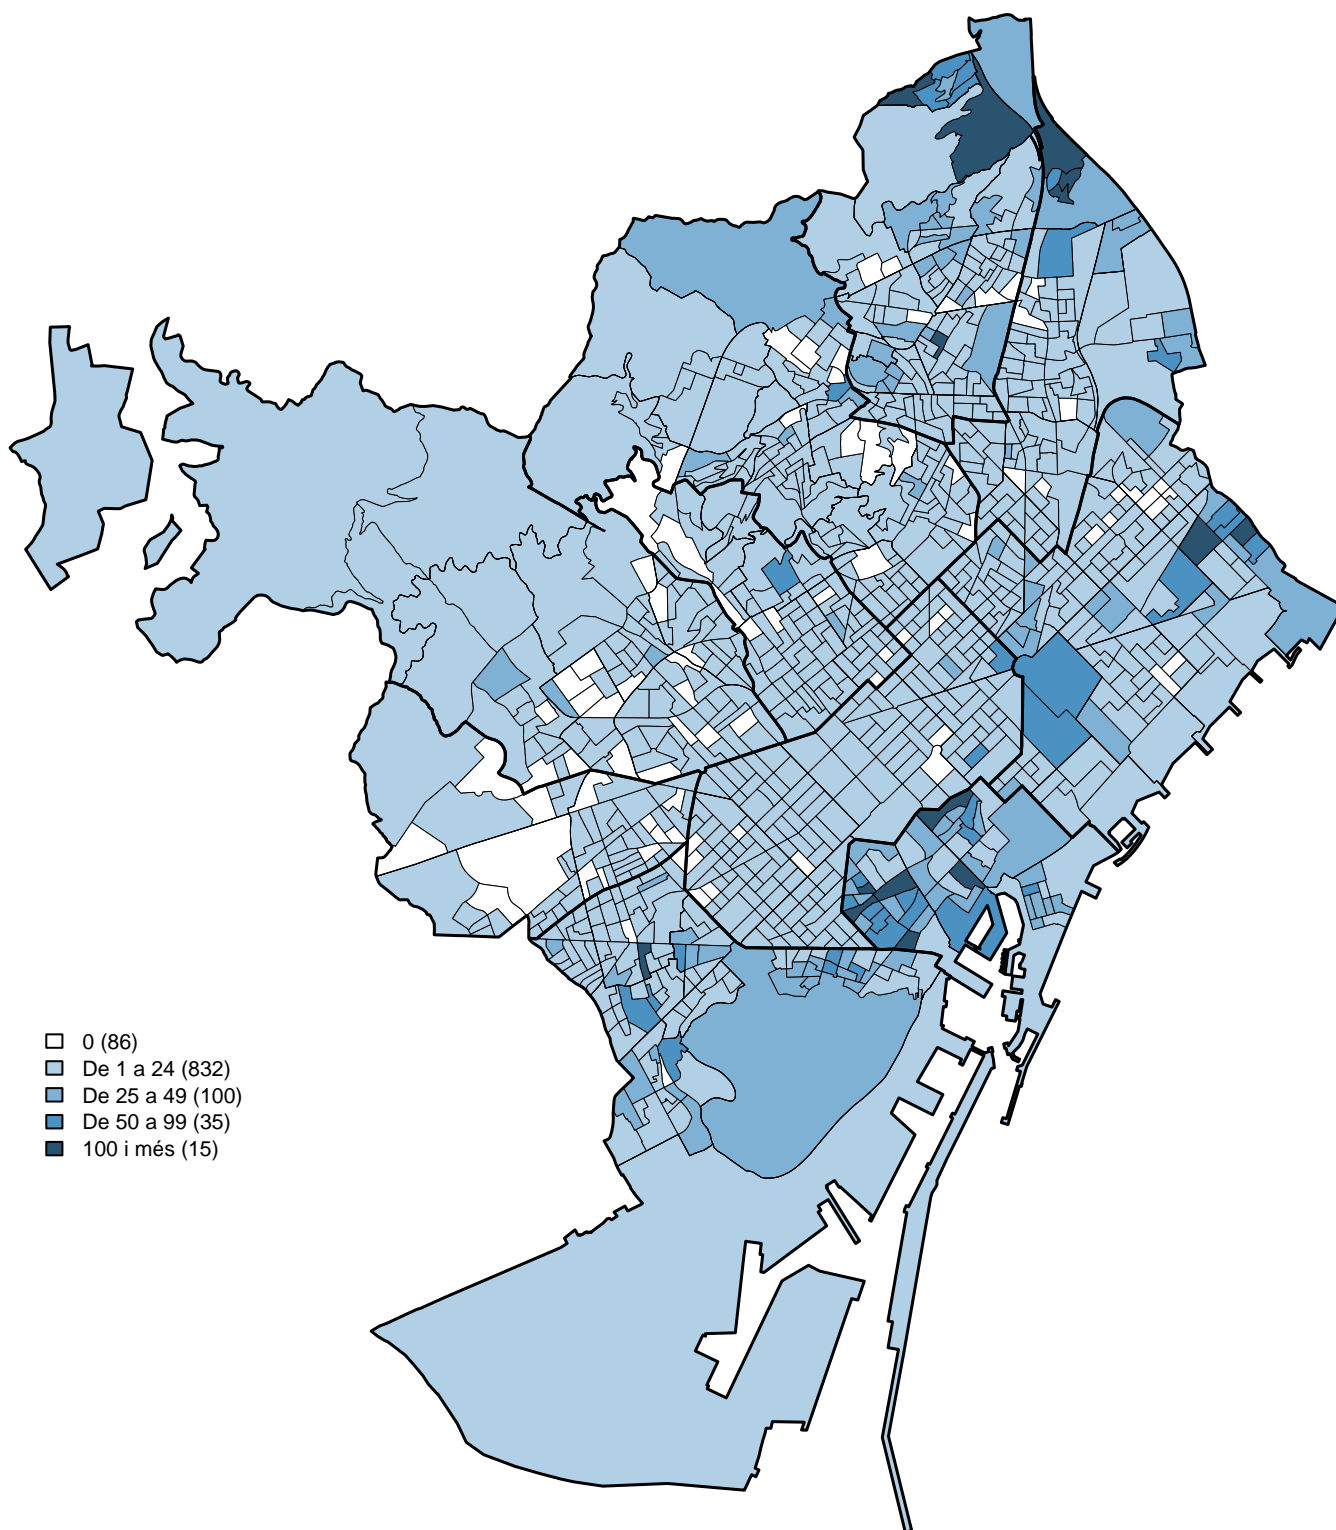 0 (86)
De 1 a 24 (832)
De 25 a 49 (100)
De 50 a 99 (35)
100 i més (15)